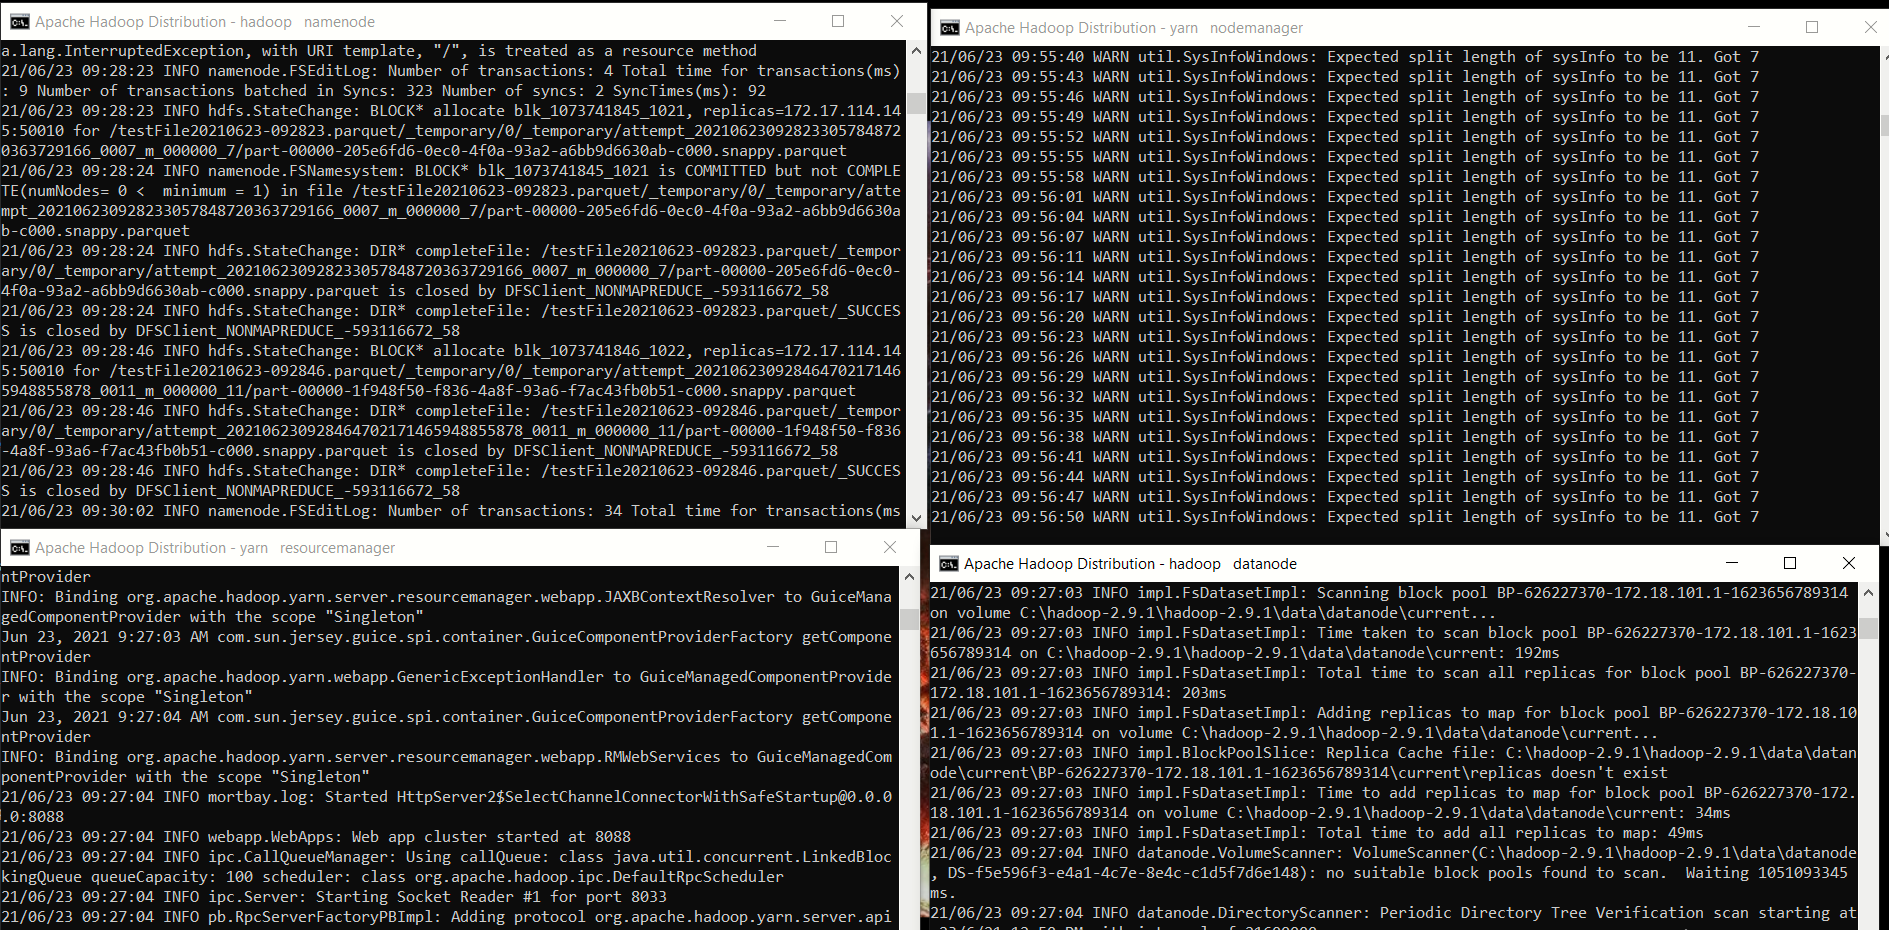 Apache Hadoop Distribution - hadoop   namenode
a.lang.InterruptedException, with URI template, "/", is treated as a resource method
21/06/23 09:28:23 INFO namenode.FSEditLog: Number of transactions: 4 Total time for transactions(ms)
: 9 Number of transactions batched in Syncs: 323 Number of syncs: 2 SyncTimes(ms): 92
21/06/23 09:28:23 INFO hdfs.StateChange: BLOCK* allocate blk_1073741845_1021, replicas=172.17.114.14
5:50010 for /testFile20210623-092823.parquet/_temporary/0/_temporary/attempt_20210623092823305784872
0363729166_0007_m_000000_7/part-00000-205e6fd6-0ec0-4f0a-93a2-a6bb9d6630ab-c000.snappy.parquet
21/06/23 09:28:24 INFO namenode.FSNamesystem: BLOCK* blk_1073741845_1021 is COMMITTED but not COMPLE
TE(numNodes= 0 <  minimum = 1) in file /testFile20210623-092823.parquet/_temporary/0/_temporary/atte
mpt_202106230928233057848720363729166_0007_m_000000_7/part-00000-205e6fd6-0ec0-4f0a-93a2-a6bb9d6630a
b-c000.snappy.parquet
21/06/23 09:28:24 INFO hdfs.StateChange: DIR* completeFile: /testFile20210623-092823.parquet/_tempor
ary/0/_temporary/attempt_202106230928233057848720363729166_0007_m_000000_7/part-00000-205e6fd6-0ec0-
4f0a-93a2-a6bb9d6630ab-c000.snappy.parquet is closed by DFSClient_NONMAPREDUCE_-593116672_58
21/06/23 09:28:24 INFO hdfs.StateChange: DIR* completeFile: /testFile20210623-092823.parquet/_SUCCES
S is closed by DFSClient_NONMAPREDUCE_-593116672_58
21/06/23 09:28:46 INFO hdfs.StateChange: BLOCK* allocate blk_1073741846_1022, replicas=172.17.114.14
5:50010 for /testFile20210623-092846.parquet/_temporary/0/_temporary/attempt_20210623092846470217146
5948855878_0011_m_000000_11/part-00000-1f948f50-f836-4a8f-93a6-f7ac43fb0b51-c000.snappy.parquet
21/06/23 09:28:46 INFO hdfs.StateChange: DIR* completeFile: /testFile20210623-092846.parquet/_tempor
ary/0/_temporary/attempt_202106230928464702171465948855878_0011_m_000000_11/part-00000-1f948f50-f836
-4a8f-93a6-f7ac43fb0b51-c000.snappy.parquet is closed by DFSClient_NONMAPREDUCE_-593116672_58
21/06/23 09:28:46 INFO hdfs.StateChange: DIR* completeFile: /testFile20210623-092846.parquet/_SUCCES
S is closed by DFSClient_NONMAPREDUCE_-593116672_58
21/06/23 09:30:02 INFO namenode.FSEditLog: Number of transactions: 34 Total time for transactions(ms
Apache Hadoop Distribution - yarn   nodemanager
21/06/23 09:55:40 WARN util.SysInfoWindows: Expected split length of sysInfo to be 11. Got 7
21/06/23 09:55:43 WARN util.SysInfoWindows: Expected split length of sysInfo to be 11. Got 7
21/06/23 09:55:46 WARN util.SysInfoWindows: Expected split length of sysInfo to be 11. Got 7
21/06/23 09:55:49 WARN util.SysInfoWindows: Expected split length of sysInfo to be 11. Got 7
21/06/23 09:55:52 WARN util.SysInfoWindows: Expected split length of sysInfo to be 11. Got 7
21/06/23 09:55:55 WARN util.SysInfoWindows: Expected split length of sysInfo to be 11. Got 7
21/06/23 09:55:58 WARN util.SysInfoWindows: Expected split length of sysInfo to be 11. Got 7
21/06/23 09:56:01 WARN util.SysInfoWindows: Expected split length of sysInfo to be 11. Got 7
21/06/23 09:56:04 WARN util.SysInfoWindows: Expected split length of sysInfo to be 11. Got 7
21/06/23 09:56:07 WARN util.SysInfoWindows: Expected split length of sysInfo to be 11. Got 7
21/06/23 09:56:11 WARN util.SysInfoWindows: Expected split length of sysInfo to be 11. Got 7
21/06/23 09:56:14 WARN util.SysInfoWindows: Expected split length of sysInfo to be 11. Got 7
21/06/23 09:56:17 WARN util.SysInfoWindows: Expected split length of sysInfo to be 11. Got 7
21/06/23 09:56:20 WARN util.SysInfoWindows: Expected split length of sysInfo to be 11. Got 7
21/06/23 09:56:23 WARN util.SysInfoWindows: Expected split length of sysInfo to be 11. Got 7
21/06/23 09:56:26 WARN util.SysInfoWindows: Expected split length of sysInfo to be 11. Got 7
21/06/23 09:56:29 WARN util.SysInfoWindows: Expected split length of sysInfo to be 11. Got 7
21/06/23 09:56:32 WARN util.SysInfoWindows: Expected split length of sysInfo to be 11. Got 7
21/06/23 09:56:35 WARN util.SysInfoWindows: Expected split length of sysInfo to be 11. Got 7
21/06/23 09:56:38 WARN util.SysInfoWindows: Expected split length of sysInfo to be 11. Got 7
21/06/23 09:56:41 WARN util.SysInfoWindows: Expected split length of sysInfo to be 11. Got 7
21/06/23 09:56:44 WARN util.SysInfoWindows: Expected split length of sysInfo to be 11. Got 7
21/06/23 09:56:47 WARN util.SysInfoWindows: Expected split length of sysInfo to be 11. Got 7
21/06/23 09:56:50 WARN util.SysInfoWindows: Expected split length of sysInfo to be 11. Got 7
Apache Hadoop Distribution - yarn   resourcemanager
ntProvider
INFO: Binding org.apache.hadoop.yarn.server.resourcemanager.webapp.JAXBContextResolver to GuiceMana
gedComponentProvider with the scope "Singleton"
Jun 23, 2021 9:27:03 AM com.sun.jersey.guice.spi.container.GuiceComponentProviderFactory getCompone
ntProvider
INFO: Binding org.apache.hadoop.yarn.webapp.GenericExceptionHandler to GuiceManagedComponentProvide
r with the scope "Singleton"
Jun 23, 2021 9:27:04 AM com.sun.jersey.guice.spi.container.GuiceComponentProviderFactory getCompone
ntProvider
INFO: Binding org.apache.hadoop.yarn.server.resourcemanager.webapp.RMWebServices to GuiceManagedCom
ponentProvider with the scope "Singleton"
21/06/23 09:27:04 INFO mortbay.log: Started HttpServer2$SelectChannelConnectorWithSafeStartup@0.0.0
.0:8088
21/06/23 09:27:04 INFO webapp.WebApps: Web app cluster started at 8088
21/06/23 09:27:04 INFO ipc.CallQueueManager: Using callQueue: class java.util.concurrent.LinkedBloc
kingQueue queueCapacity: 100 scheduler: class org.apache.hadoop.ipc.DefaultRpcScheduler
21/06/23 09:27:04 INFO ipc.Server: Starting Socket Reader #1 for port 8033
21/06/23 09:27:04 INFO pb.RpcServerFactoryPBImpl: Adding protocol org.apache.hadoop.yarn.server.api
Apache Hadoop Distribution - hadoop   datanode
21/06/23 09:27:03 INFO impl.FsDatasetImpl: Scanning block pool BP-626227370-172.18.101.1-1623656789314
on volume C:\hadoop-2.9.1\hadoop-2.9.1\data\datanode\current...
21/06/23 09:27:03 INFO impl.FsDatasetImpl: Time taken to scan block pool BP-626227370-172.18.101.1-1623
656789314 on C:\hadoop-2.9.1\hadoop-2.9.1\data\datanode\current: 192ms
21/06/23 09:27:03 INFO impl.FsDatasetImpl: Total time to scan all replicas for block pool BP-626227370-
172.18.101.1-1623656789314: 203ms
21/06/23 09:27:03 INFO impl.FsDatasetImpl: Adding replicas to map for block pool BP-626227370-172.18.10
1.1-1623656789314 on volume C:\hadoop-2.9.1\hadoop-2.9.1\data\datanode\current...
21/06/23 09:27:03 INFO impl.BlockPoolSlice: Replica Cache file: C:\hadoop-2.9.1\hadoop-2.9.1\data\datan
ode\current\BP-626227370-172.18.101.1-1623656789314\current\replicas doesn't exist
21/06/23 09:27:03 INFO impl.FsDatasetImpl: Time to add replicas to map for block pool BP-626227370-172.
18.101.1-1623656789314 on volume C:\hadoop-2.9.1\hadoop-2.9.1\data\datanode\current: 34ms
21/06/23 09:27:03 INFO impl.FsDatasetImpl: Total time to add all replicas to map: 49ms
21/06/23 09:27:04 INFO datanode.VolumeScanner: VolumeScanner(C:\hadoop-2.9.1\hadoop-2.9.1\data\datanode
, DS-f5e596f3-e4a1-4c7e-8e4c-c1d5f7d6e148): no suitable block pools found to scan.  Waiting 1051093345
ms.
21/06/23 09:27:04 INFO datanode.DirectoryScanner: Periodic Directory Tree Verification scan starting at